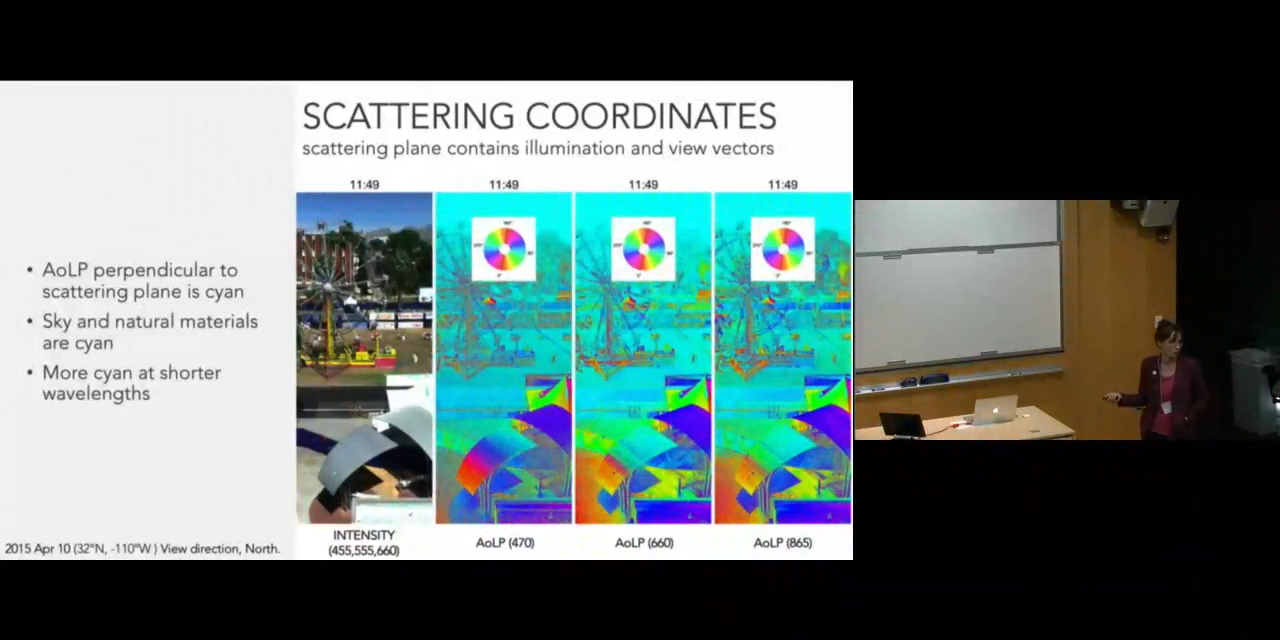 SCATTERING COORDINATES
scattering plane contains illumination and view vectors
11:49
11:49
11:49
11:49
• AoLP perpendicular to
scattering plane is cyan
• Sky and natural materials
are cyan
• More cyan at shorter
wavelengths
INTENSITY
(455,555,660)
AoLP (470)
AoLP (660)
AoLP (865)
2015 Apr 10 (32°N, -110°W ) View direction, North.